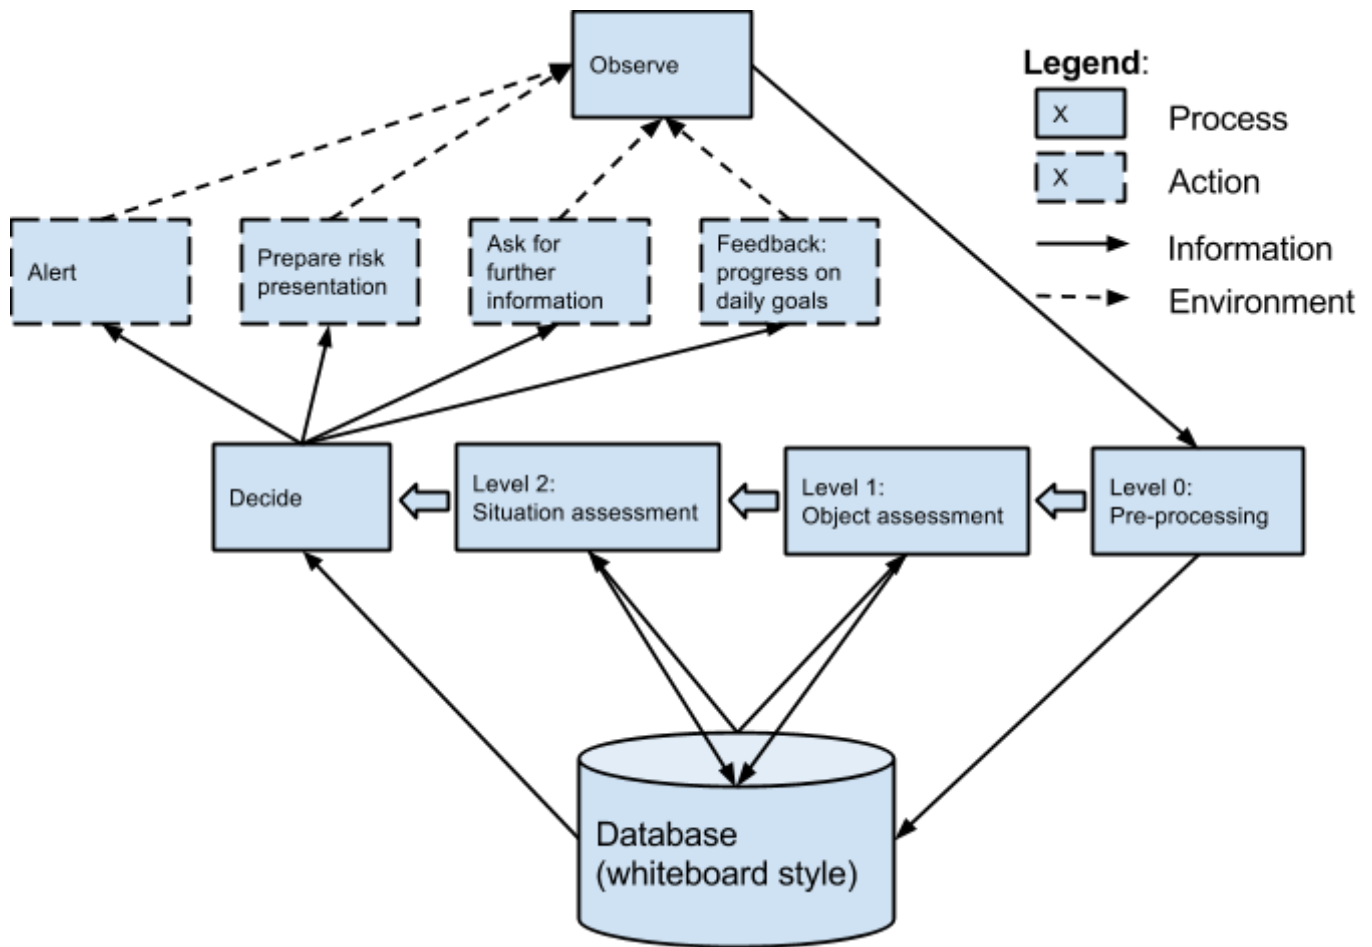 Observe
Legend:
X
Process
X
Action
Information
Environment
Alert
Prepare risk
presentation
Ask for
further
information
Feedback:
progress on
daily goals
Decide
Level 2:
Situation assessment
Level 1:
Object assessment
Level 0:
Pre-processing
Database
(whiteboard style)